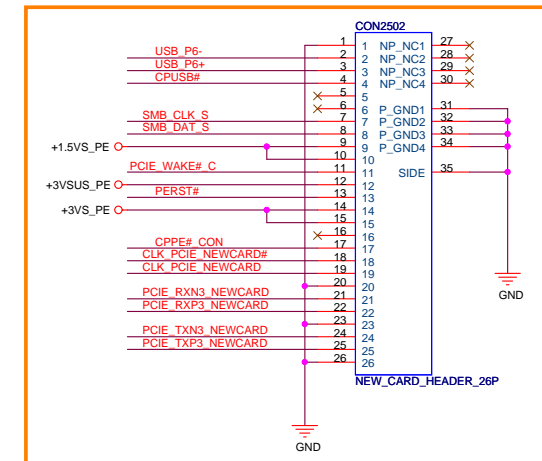 CON2502
1 1 NP_NC1 27
USB_P6- 2 2 NP_NC2 28
USB_P6+ 3 3 NP_NC3 29
CPUSB# 4 4 NP_NC4 30
5 5
6 6 P_GND1 31
SMB_CLK_S 7 7 P_GND2 32
SMB_DAT_S 8 8 P_GND3 33
+1.5VS_PE 9 9 P_GND4 34
10 10
PCIE_WAKE#_C 11 11 SIDE 35
+3VSUS_PE 12 12
PERST# 13 13
+3VS_PE 14 14
15 15
16 16
CPPE#_CON 17 17
CLK_PCIE_NEWCARD# 18 18
CLK_PCIE_NEWCARD 19 19
20 20
PCIE_RXN3_NEWCARD 21 21
PCIE_RXP3_NEWCARD 22 22
23 23
PCIE_TXN3_NEWCARD 24 24
PCIE_TXP3_NEWCARD 25 25
26 26
GND
NEW_CARD_HEADER_26P
GND